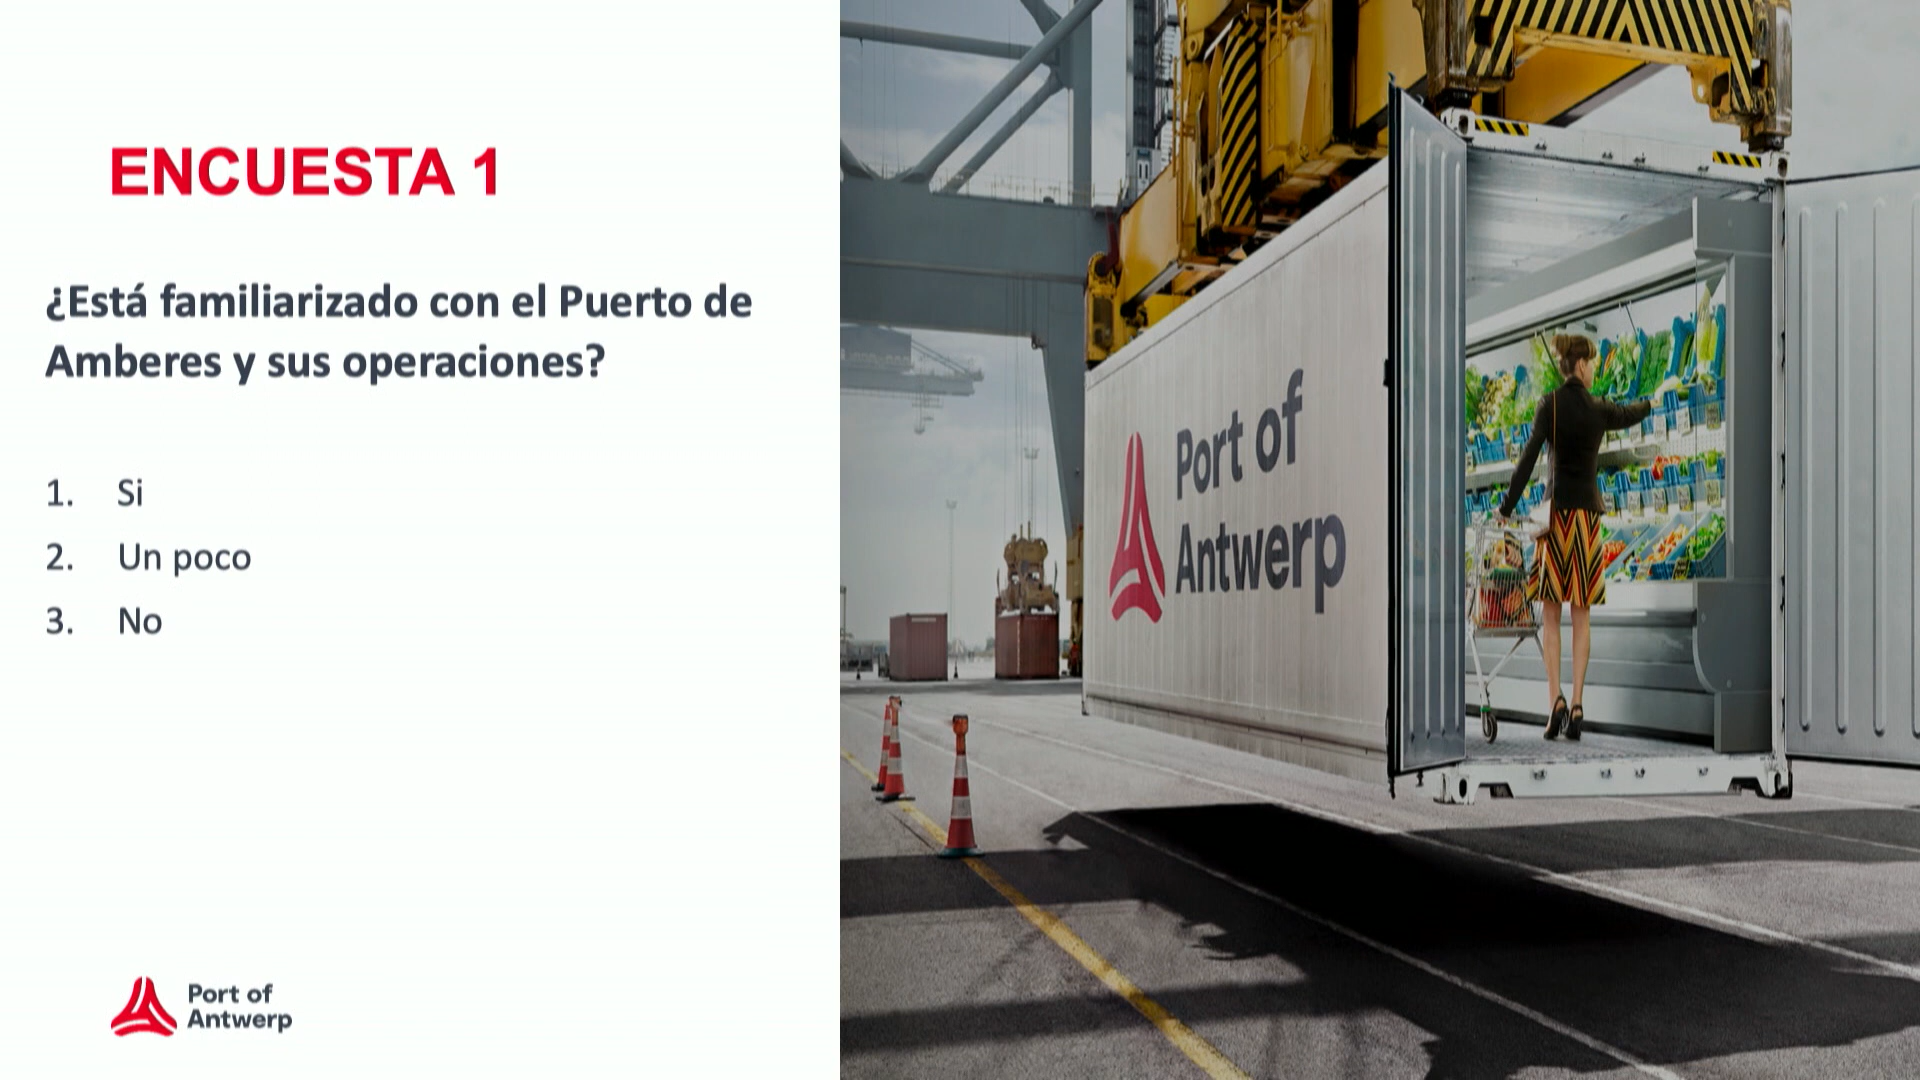 ENCUESTA 1
¿Está familiarizado con el Puerto de
Amberes y sus operaciones?
1. Si
2. Un poco
3. No
Port of
Antwerp
Port of
Antwerp